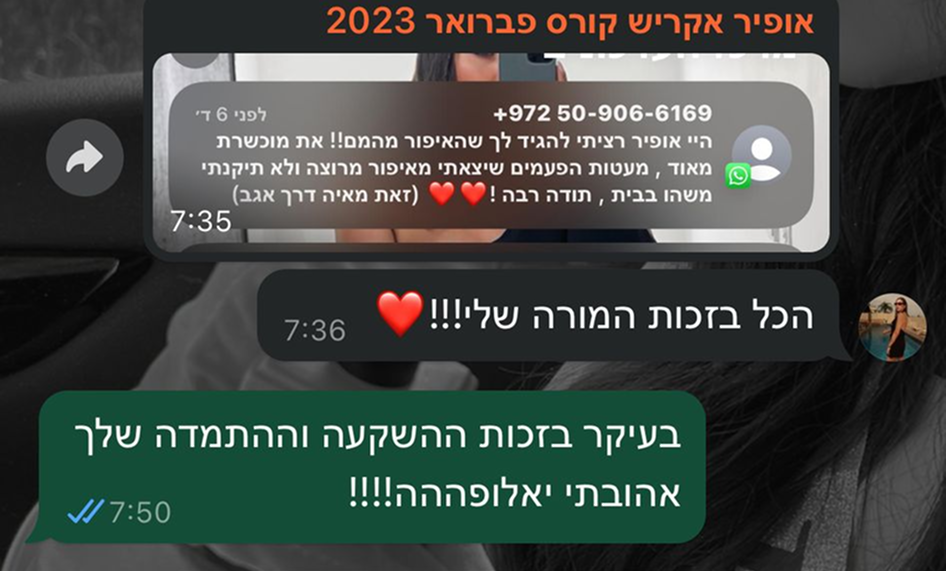 אופיר אקריש קורס פברואר 2023
+972 50-906-6169
לפני 6 ד׳
היי אופיר רציתי להגיד לך שהאיפור מהמם!! את מוכשרת
מאוד , מעטות הפעמים שיצאתי מאיפור מרוצה ולא תיקנתי
משהו בבית , תודה רבה ! ❤️❤️ (זאת מאיה דרך אגב)
7:35
הכל בזכות המורה שלי!!!❤️
7:36
בעיקר בזכות ההשקעה וההתמדה שלך
אהובתי יאלופהההה!!!!
7:50